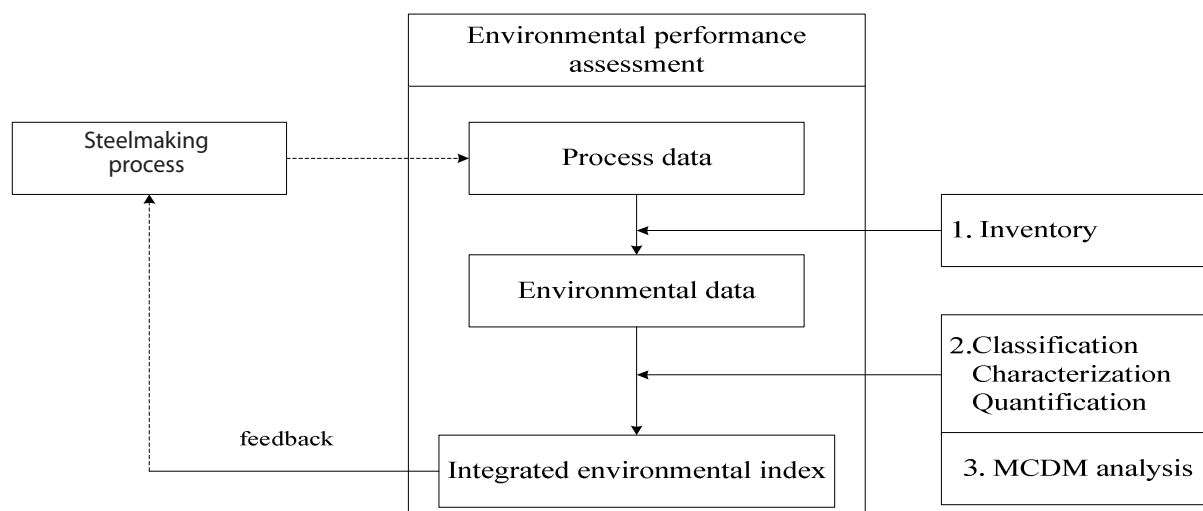 Environmental performance
assessment
Steelmaking
process
Process data
1. Inventory
Environmental data
2.Classification
Characterization
Quantification
feedback
Integrated environmental index
3. MCDM analysis